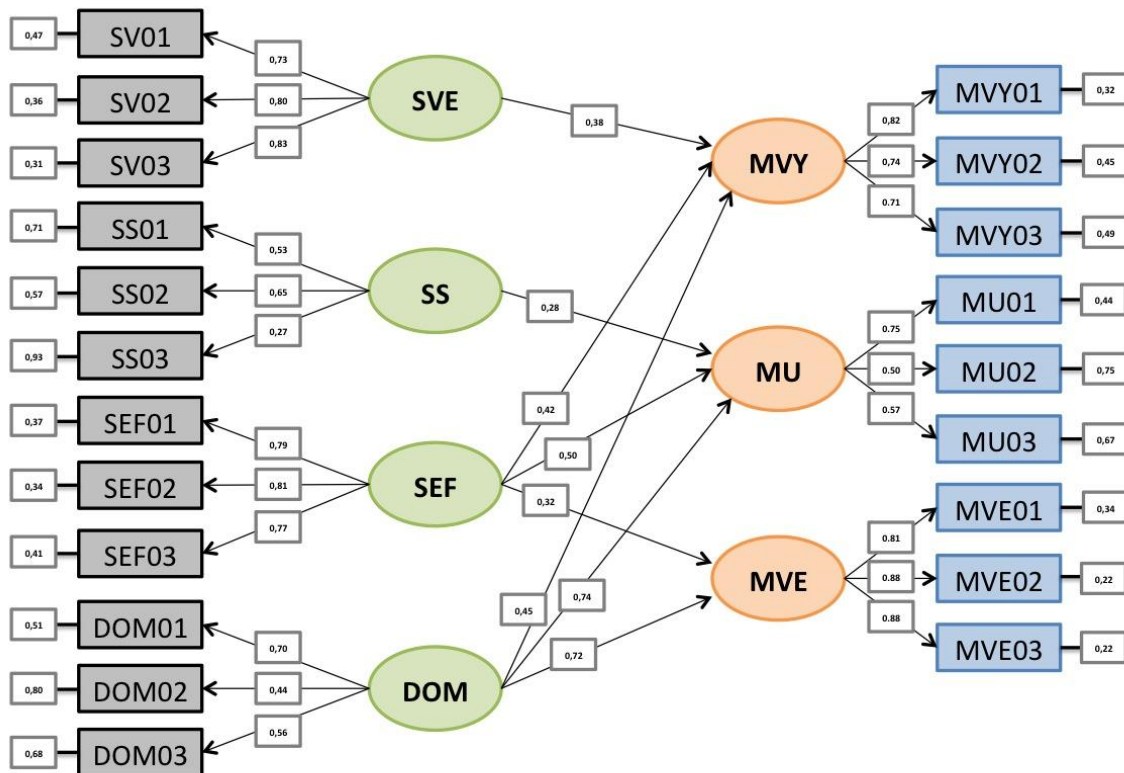 0,47
SV01
0,73
0,36
SV02
0,80
0,31
SV03
0,83
SVE
0,38
0,71
SS01
0,53
0,57
SS02
0,65
0,93
SS03
0,27
SS
0,28
0,37
SEF01
0,79
0,34
SEF02
0,81
0,41
SEF03
0,77
SEF
0,42
0,50
0,32
0,51
DOM01
0,70
0,80
DOM02
0,44
0,68
DOM03
0,56
DOM
0,45
0,74
0,72
MVY
0.82
MVY01
0,32
0,74
MVY02
0,45
0.71
MVY03
0,49
MU
0.75
MU01
0,44
0.50
MU02
0,75
0.57
MU03
0,67
MVE
0.81
MVE01
0,34
0.88
MVE02
0,22
0.88
MVE03
0,22